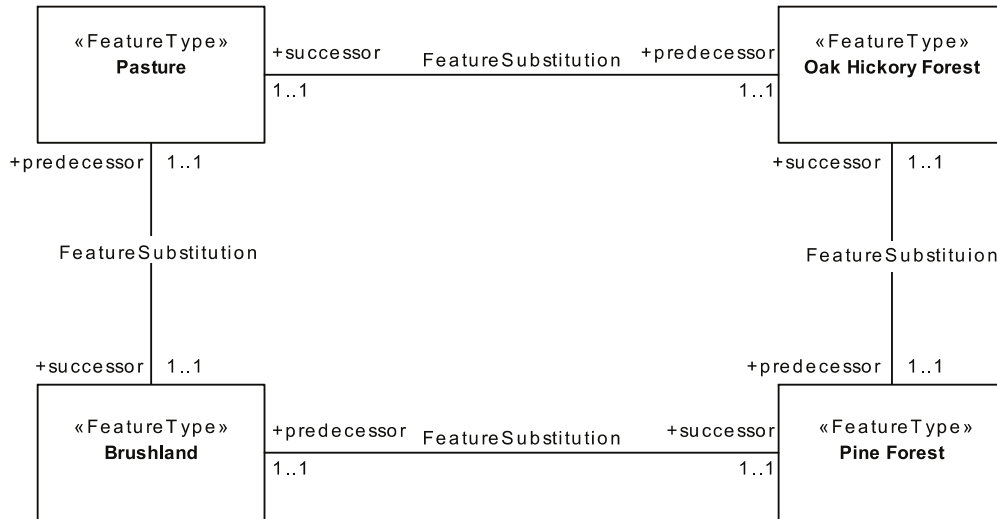 «FeatureType»
Pasture
+successor
FeatureSubstitution
+predecessor
1..1
1..1
«FeatureType»
Oak Hickory Forest
+predecessor
1..1
+successor
1..1
FeatureSubstitution
FeatureSubstituion
+successor
1..1
+predecessor
1..1
«FeatureType»
Brushland
+predecessor
FeatureSubstitution
+successor
1..1
1..1
«FeatureType»
Pine Forest